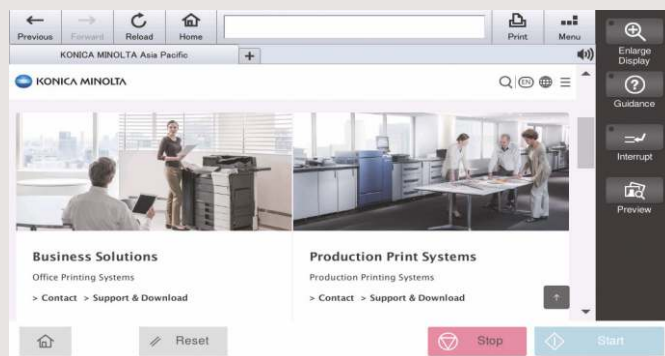 Previous Forward Reload Home Print Menu
KONICA MINOLTA Asia Pacific +
KONICA MINOLTA EN
Business Solutions
Office Printing Systems
> Contact > Support & Download
Production Print Systems
Production Printing Systems
> Contact > Support & Download
Enlarge
Display
Guidance
Interrupt
Preview
Reset Stop Start